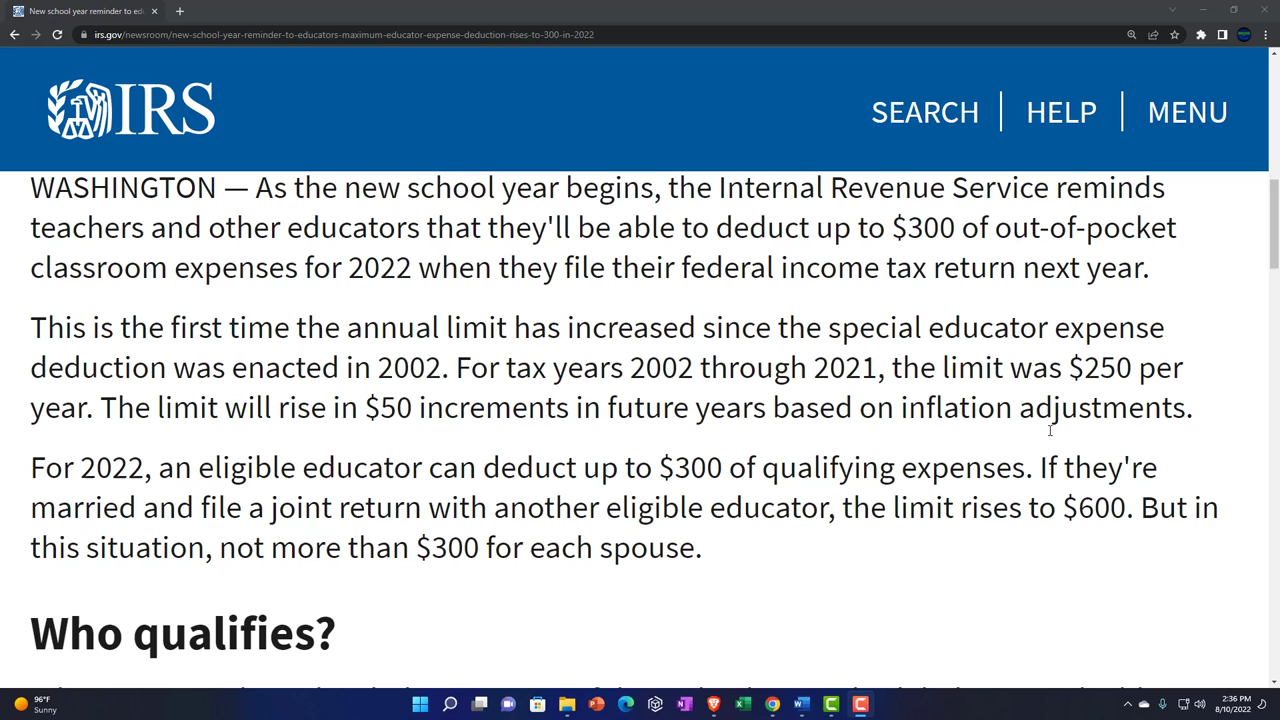 New school year reminder to edu
irs.gov/newsroom/new-school-year-reminder-to-educators-maximum-educator-expense-deduction-rises-to-300-in-2022
IRS
SEARCH
HELP
MENU
WASHINGTON — As the new school year begins, the Internal Revenue Service reminds
teachers and other educators that they'll be able to deduct up to $300 of out-of-pocket
classroom expenses for 2022 when they file their federal income tax return next year.
This is the first time the annual limit has increased since the special educator expense
deduction was enacted in 2002. For tax years 2002 through 2021, the limit was $250 per
year. The limit will rise in $50 increments in future years based on inflation adjustments.
For 2022, an eligible educator can deduct up to $300 of qualifying expenses. If they're
married and file a joint return with another eligible educator, the limit rises to $600. But in
this situation, not more than $300 for each spouse.
Who qualifies?
96°F
Sunny
2:36 PM
8/10/2022